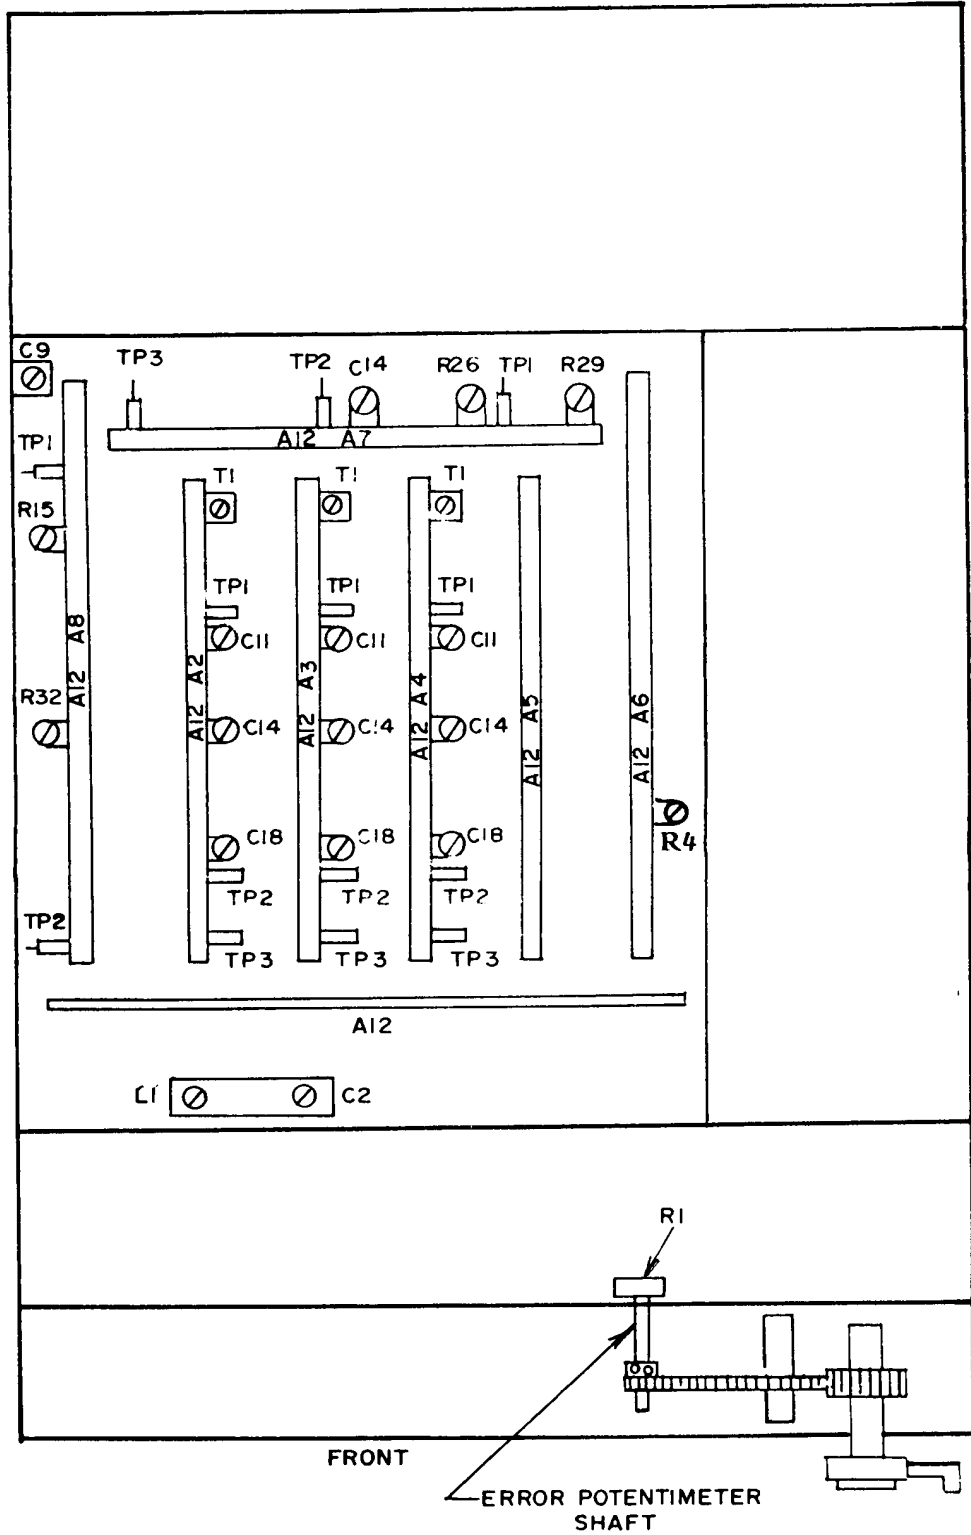 C9
TP3
TP2
C14
R26
TP1
R29
A12 A7
TP1
R15
T1
T1
T1
TP1
TP1
TP1
C11
C11
C11
A12 A8
A12 A2
A12 A3
A12 A4
A12 A5
A12 A6
R32
C14
C14
C14
R4
C18
C18
C18
TP2
TP2
TP2
TP2
TP3
TP3
TP3
A12
C2
R1
FRONT
ERROR POTENTIMETER
SHAFT